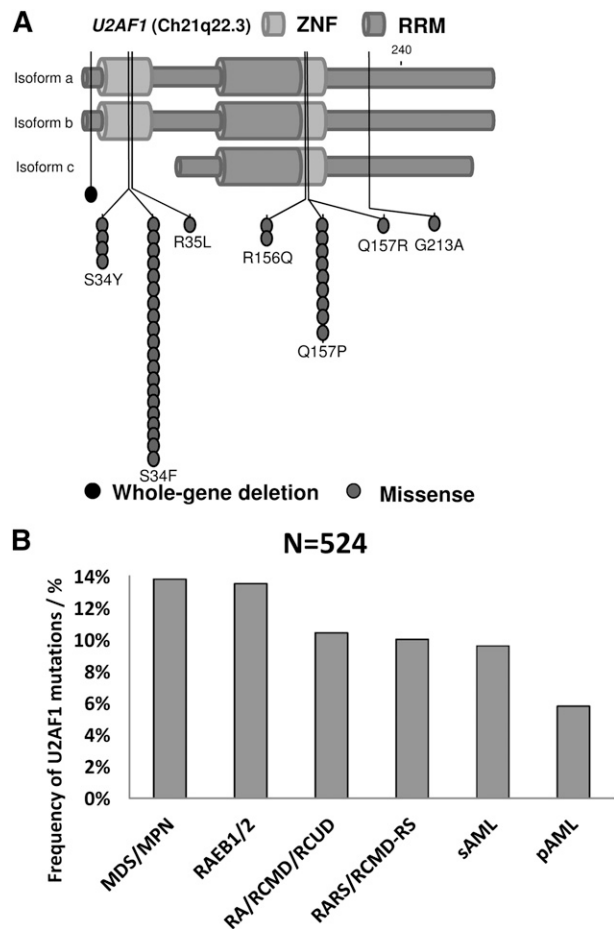 A
U2AF1 (Ch21q22.3) ZNF RRM
240
Isoform a
Isoform b
Isoform c
S34Y
R35L
R156Q
Q157R
G213A
Q157P
S34F
Whole-gene deletion Missense
B
N=524
Frequency of U2AF1 mutations / %
14%
12%
10%
8%
6%
4%
2%
0%
MDS/MPN
RAEB1/2
RA/RCMD/RCUD
RARS/RCMD-RS
sAML
pAML